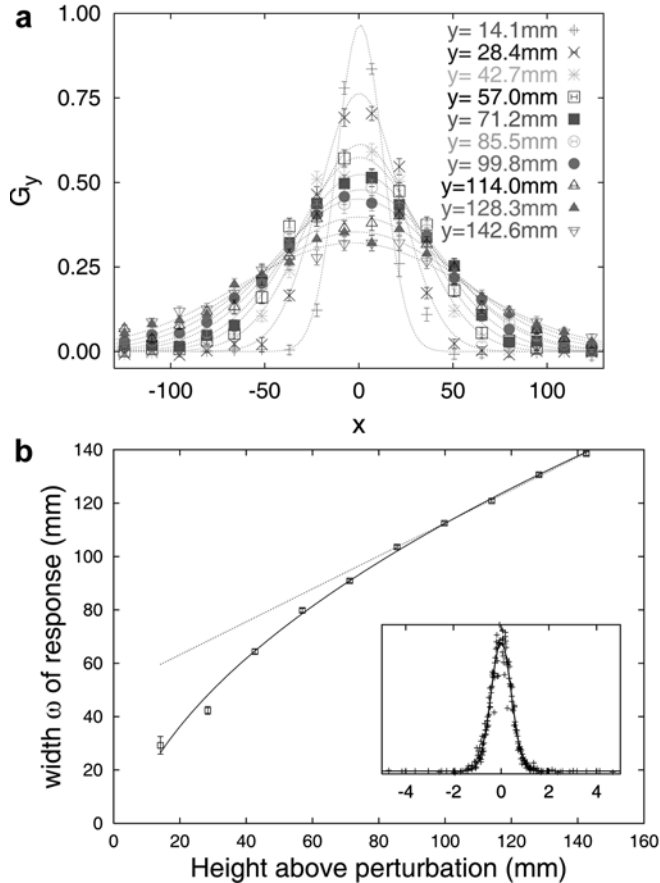 a
y= 14.1mm
y= 28.4mm
y= 42.7mm
y= 57.0mm
y= 71.2mm
y= 85.5mm
y= 99.8mm
y=114.0mm
y=128.3mm
y=142.6mm
1.00
0.75
0.50
0.25
0.00
Gy
-100 -50 0 50 100
x
b
140
120
100
80
60
40
20
0
width ω of response (mm)
-4 -2 0 2 4
0 20 40 60 80 100 120 140 160
Height above perturbation (mm)